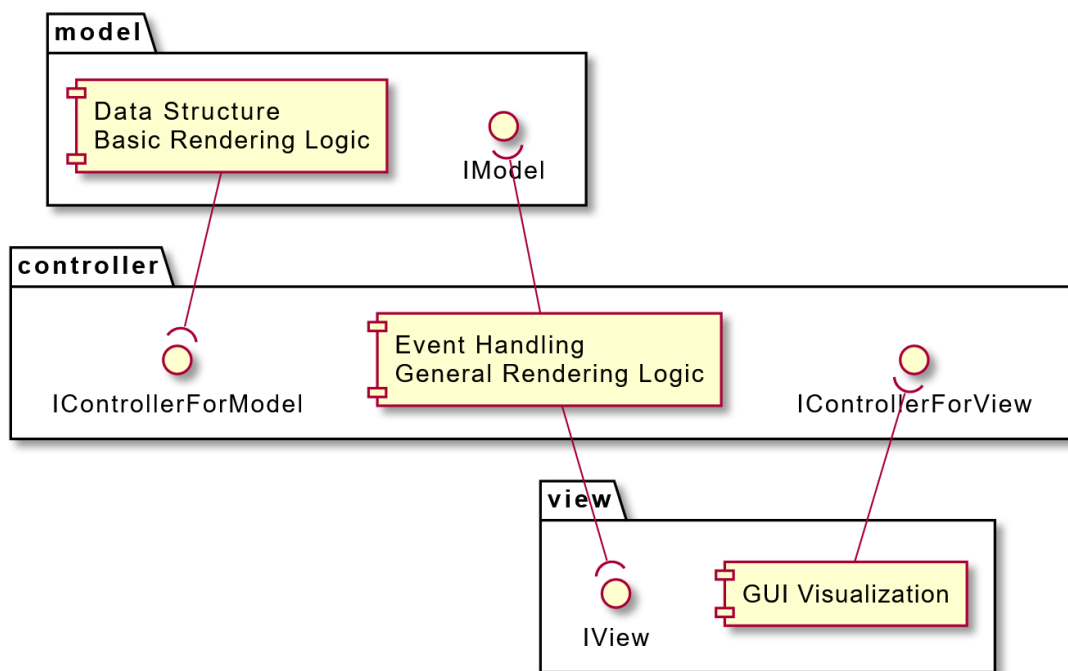 model
Data Structure
Basic Rendering Logic
IModel
controller
Event Handling
General Rendering Logic
IControllerForModel
IControllerForView
view
GUI Visualization
IView